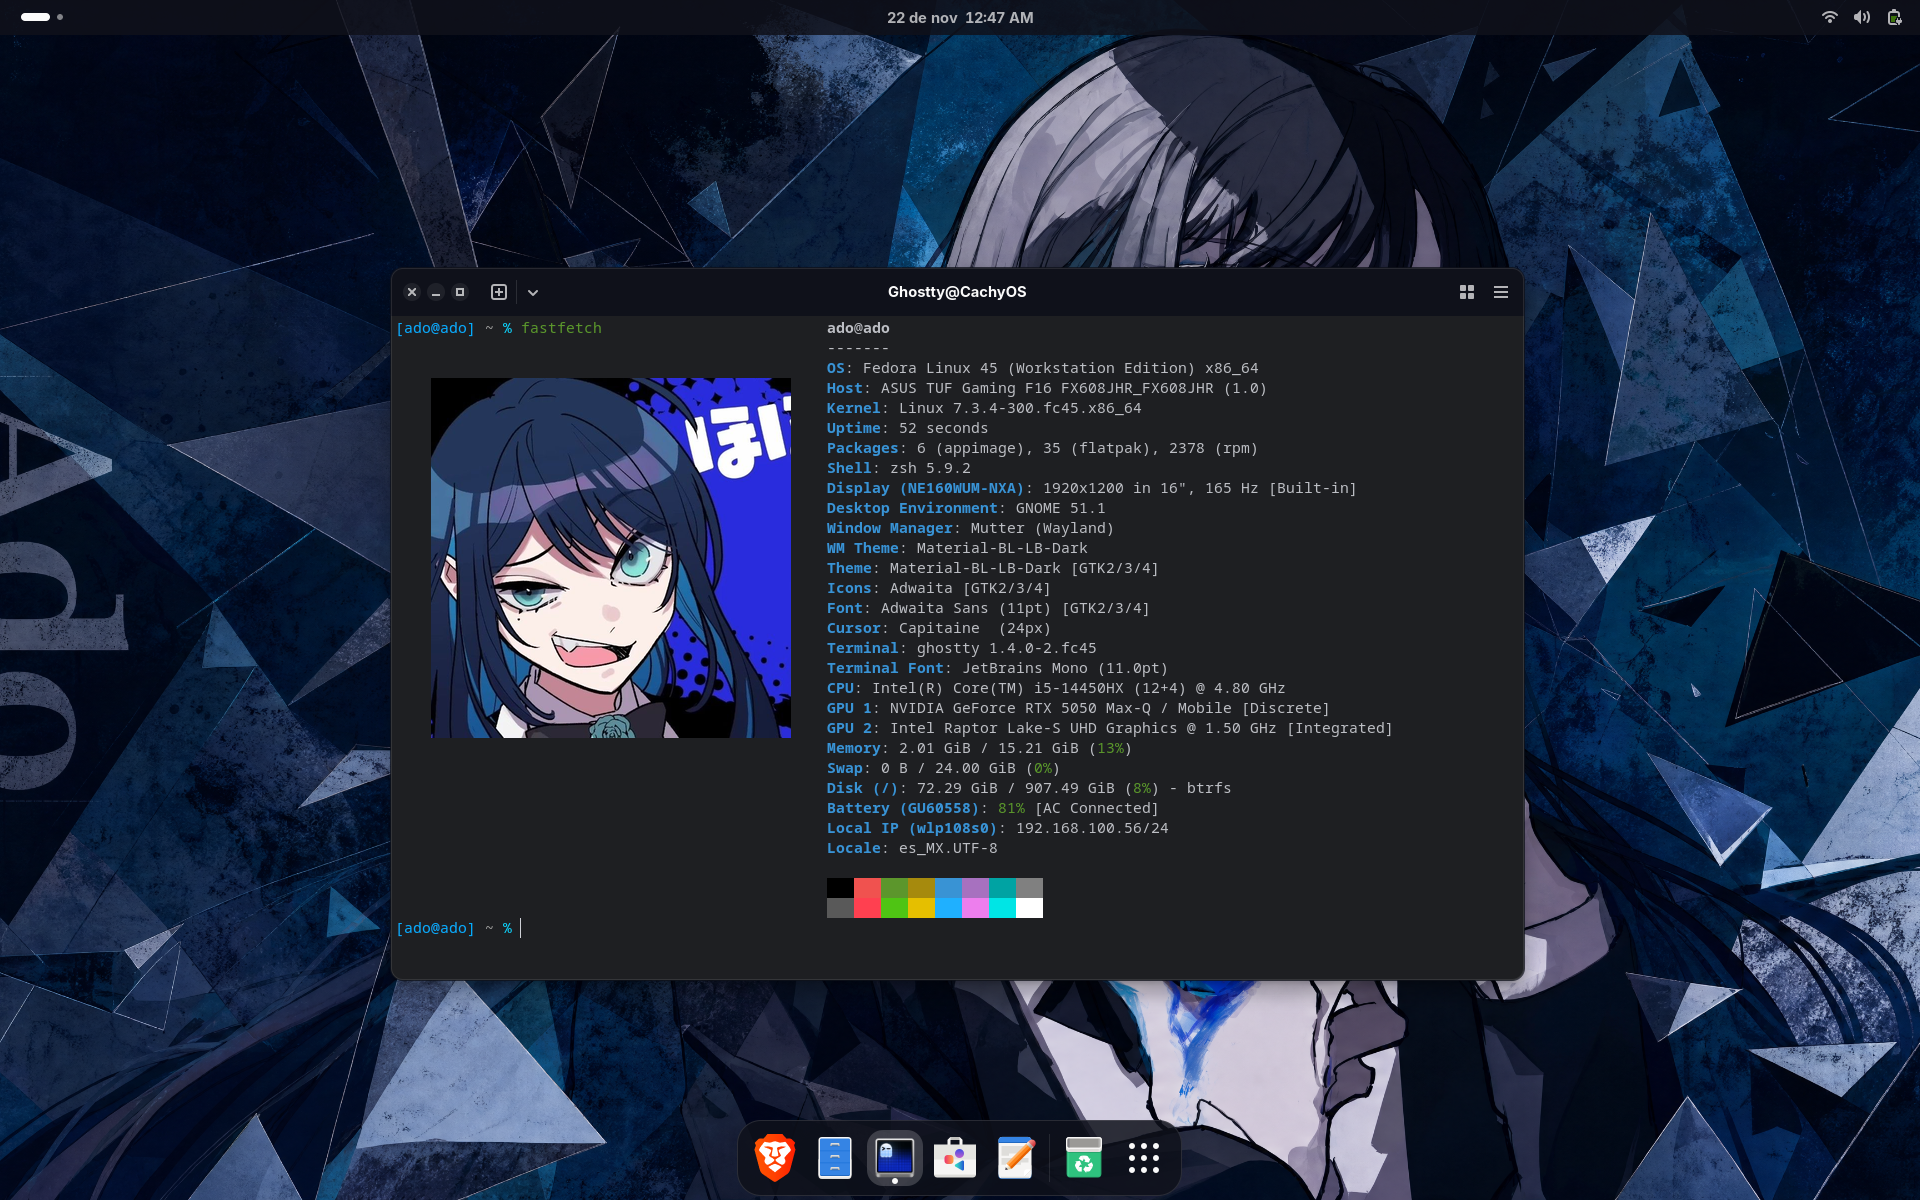 22 de nov 12:47 AM
Ghostty@CachyOS
[ado@ado] ~ % fastfetch
ado@ado
-------
OS: Fedora Linux 45 (Workstation Edition) x86_64
Host: ASUS TUF Gaming F16 FX608JHR_FX608JHR (1.0)
Kernel: Linux 7.3.4-300.fc45.x86_64
Uptime: 52 seconds
Packages: 6 (appimage), 35 (flatpak), 2378 (rpm)
Shell: zsh 5.9.2
Display (NE160WUM-NXA): 1920x1200 in 16", 165 Hz [Built-in]
Desktop Environment: GNOME 51.1
Window Manager: Mutter (Wayland)
WM Theme: Material-BL-LB-Dark
Theme: Material-BL-LB-Dark [GTK2/3/4]
Icons: Adwaita [GTK2/3/4]
Font: Adwaita Sans (11pt) [GTK2/3/4]
Cursor: Capitaine  (24px)
Terminal: ghostty 1.4.0-2.fc45
Terminal Font: JetBrains Mono (11.0pt)
CPU: Intel(R) Core(TM) i5-14450HX (12+4) @ 4.80 GHz
GPU 1: NVIDIA GeForce RTX 5050 Max-Q / Mobile [Discrete]
GPU 2: Intel Raptor Lake-S UHD Graphics @ 1.50 GHz [Integrated]
Memory: 2.01 GiB / 15.21 GiB (13%)
Swap: 0 B / 24.00 GiB (0%)
Disk (/): 72.29 GiB / 907.49 GiB (8%) - btrfs
Battery (GU60558): 81% [AC Connected]
Local IP (wlp108s0): 192.168.100.56/24
Locale: es_MX.UTF-8
[ado@ado] ~ %
ほ
Ado